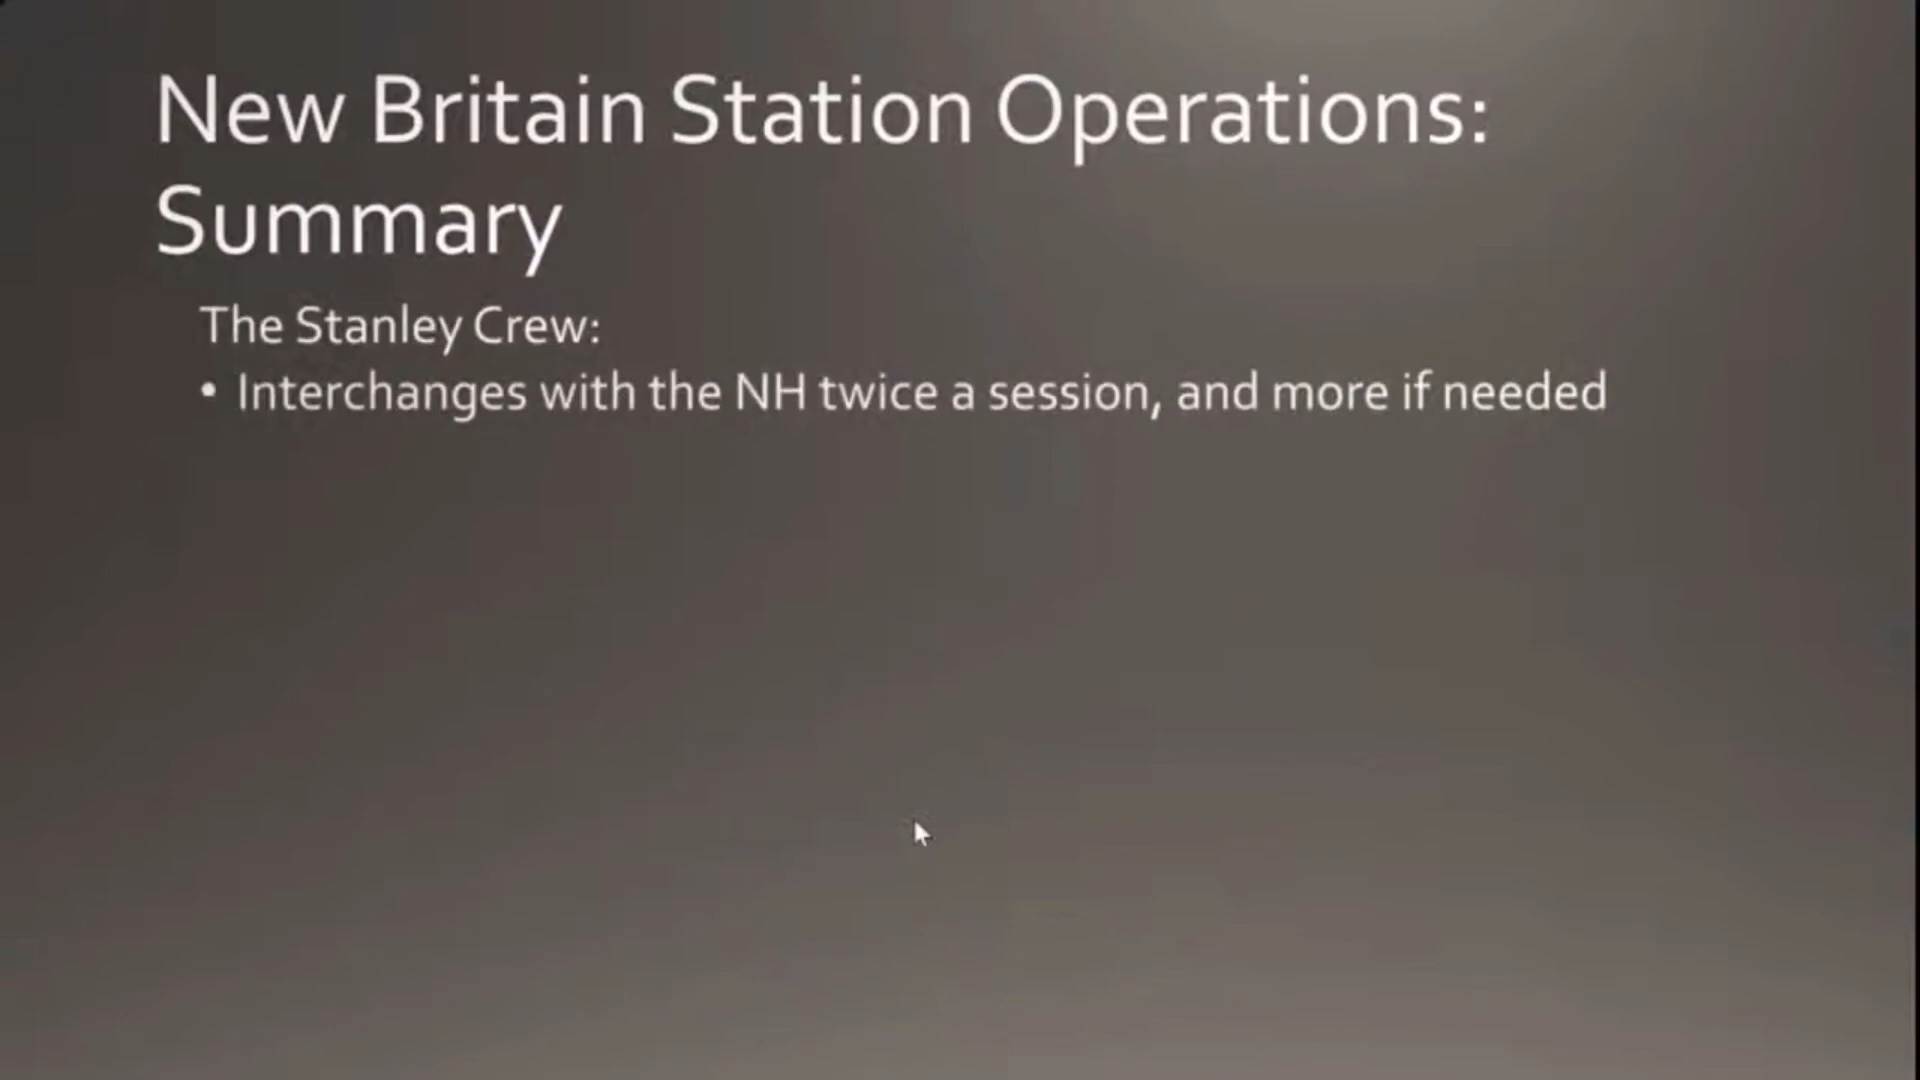 New Britain Station Operations:
Summary
The Stanley Crew:
• Interchanges with the NH twice a session, and more if needed